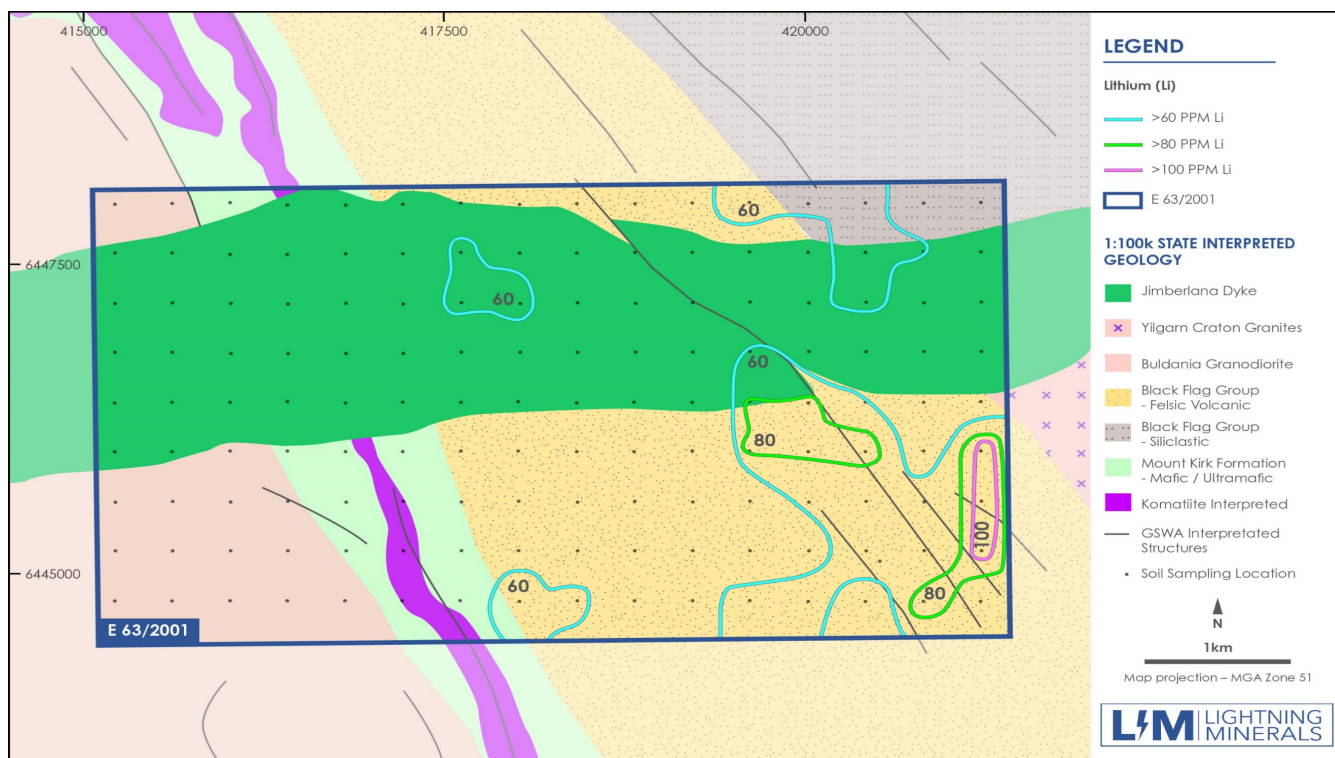 415000
417500
420000
6447500
6445000
60
60
60
80
60
80
100
E 63/2001
LEGEND
Lithium (Li)
>60 PPM Li
>80 PPM Li
>100 PPM Li
E 63/2001
1:100k STATE INTERPRETED
GEOLOGY
Jimberlana Dyke
Yilgarn Craton Granites
Buldania Granodiorite
Black Flag Group
- Felsic Volcanic
Black Flag Group
- Siliclastic
Mount Kirk Formation
- Mafic / Ultramafic
Komatiite Interpreted
GSWA Interpretated
Structures
Soil Sampling Location
N
1km
Map projection – MGA Zone 51
LM LIGHTNING
MINERALS